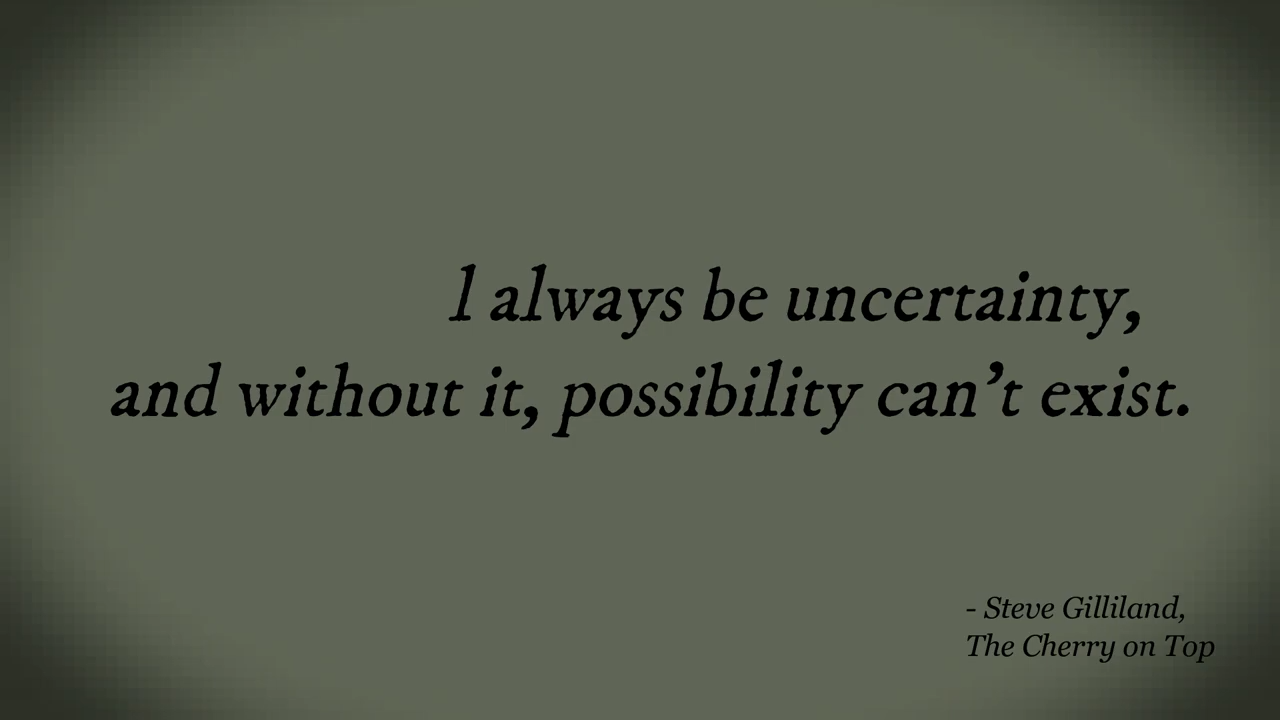 l always be uncertainty,
and without it, possibility can’t exist.
- Steve Gilliland,
The Cherry on Top